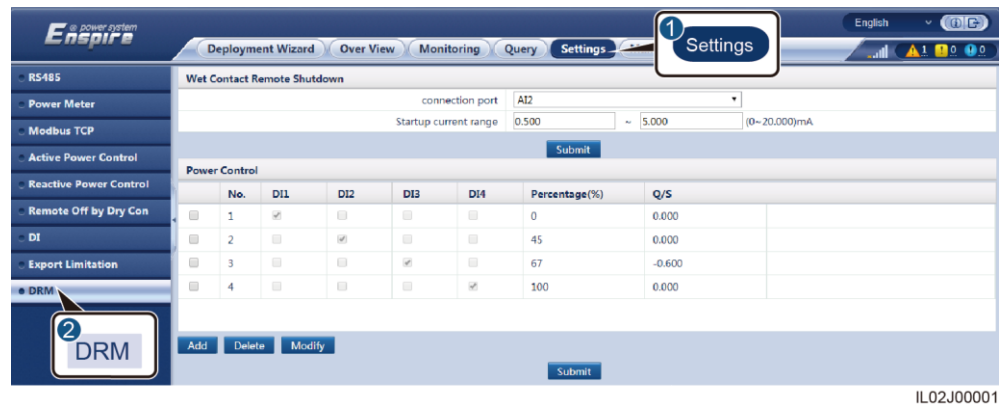 Enspire
@ power system
English
Deployment Wizard Over View Monitoring Query Settings
1
Settings
1 0 0
RS485
Power Meter
Modbus TCP
Active Power Control
Reactive Power Control
Remote Off by Dry Con
DI
Export Limitation
DRM
2
DRM
Wet Contact Remote Shutdown
connection port AI2
Startup current range 0.500 ~ 5.000 (0~20.000)mA
Submit
Power Control
No. DI1 DI2 DI3 DI4 Percentage(%) Q/S
1 0 0.000
2 45 0.000
3 67 -0.600
4 100 0.000
Add Delete Modify
Submit
IL02J00001